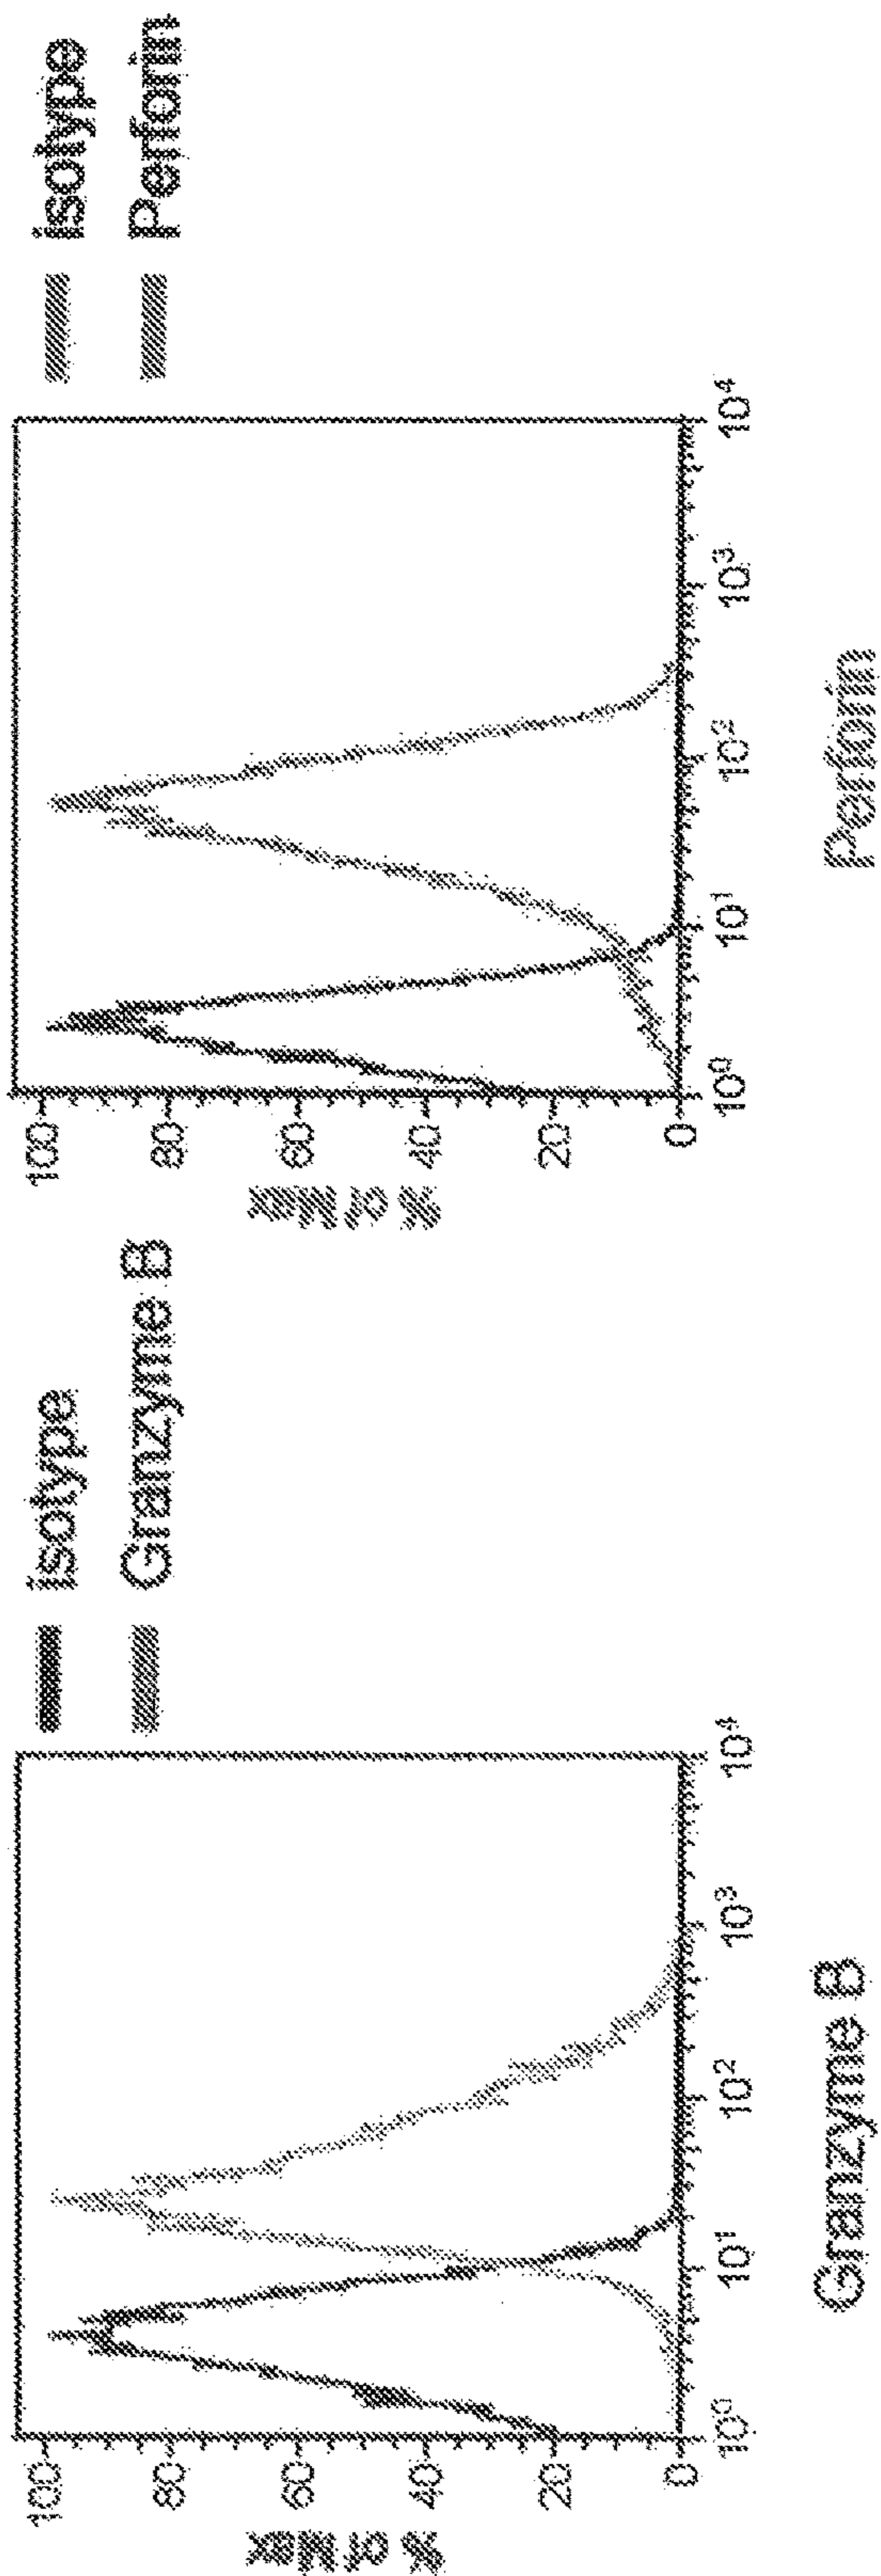 isotype
Granzyme B
% of Max
100
80
60
40
20
0
10⁰ 10¹ 10² 10³ 10⁴
Granzyme B
isotype
Perforin
% of Max
100
80
60
40
20
0
10⁰ 10¹ 10² 10³ 10⁴
Perforin